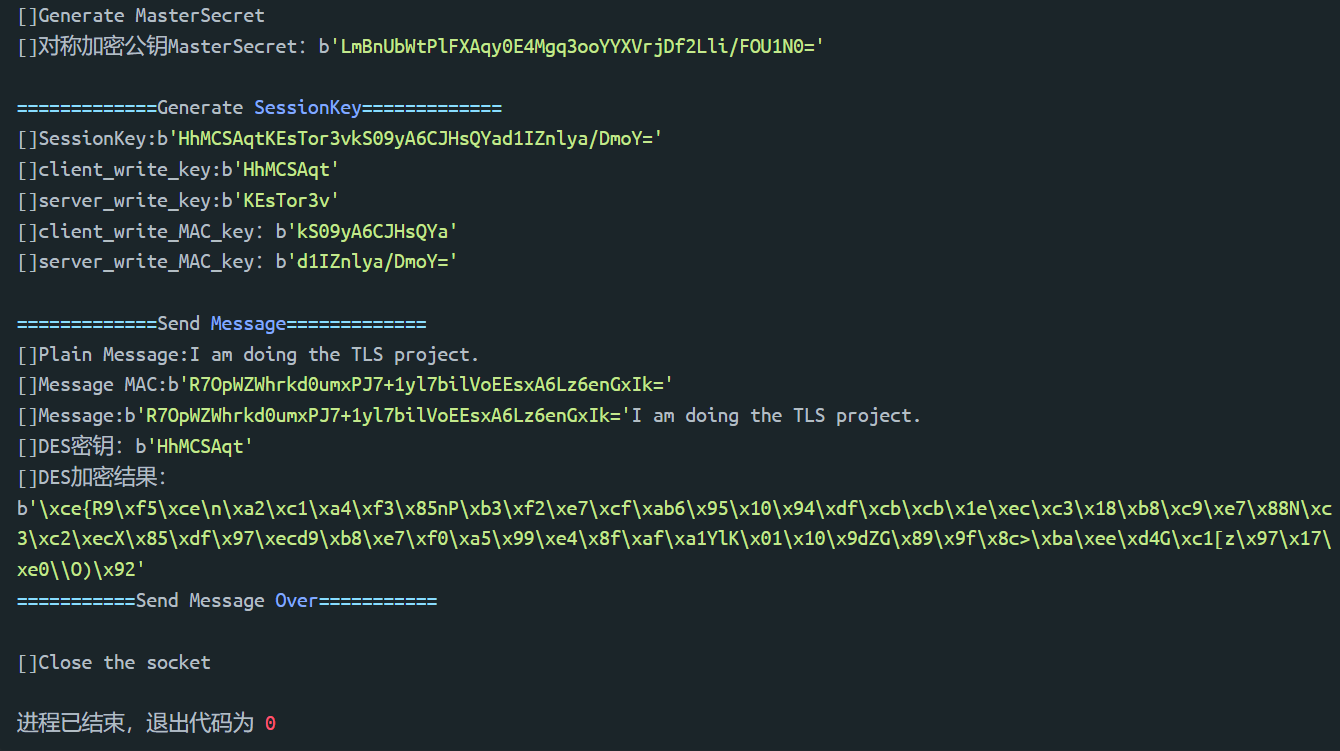 []Generate MasterSecret
[]对称加密公钥MasterSecret：b'LmBnUbWtPlFXAqy0E4Mgq3ooYYXVrjDf2Lli/FOU1N0='
=============Generate SessionKey=============
[]SessionKey:b'HhMCSAqtKEsTor3vkS09yA6CJHsQYad1IZnlya/DmoY='
[]client_write_key:b'HhMCSAqt'
[]server_write_key:b'KEsTor3v'
[]client_write_MAC_key：b'kS09yA6CJHsQYa'
[]server_write_MAC_key：b'd1IZnlya/DmoY='
=============Send Message=============
[]Plain Message:I am doing the TLS project.
[]Message MAC:b'R7OpWZWhrkd0umxPJ7+1yl7bilVoEEsxA6Lz6enGxIk='
[]Message:b'R7OpWZWhrkd0umxPJ7+1yl7bilVoEEsxA6Lz6enGxIk='I am doing the TLS project.
[]DES密钥：b'HhMCSAqt'
[]DES加密结果：
b'\xce{R9\xf5\xce\n\xa2\xc1\xa4\xf3\x85nP\xb3\xf2\xe7\xcf\xab6\x95\x10\x94\xdf\xcb\xcb\x1e\xec\xc3\x18\xb8\xc9\xe7\x88N\xc
3\xc2\xecX\x85\xdf\x97\xecd9\xb8\xe7\xf0\xa5\x99\xe4\x8f\xaf\xa1YlK\x01\x10\x9dZG\x89\x9f\x8c>\xba\xee\xd4G\xc1[z\x97\x17\
xe0\\O)\x92'
===========Send Message Over===========
[]Close the socket
进程已结束，退出代码为 0